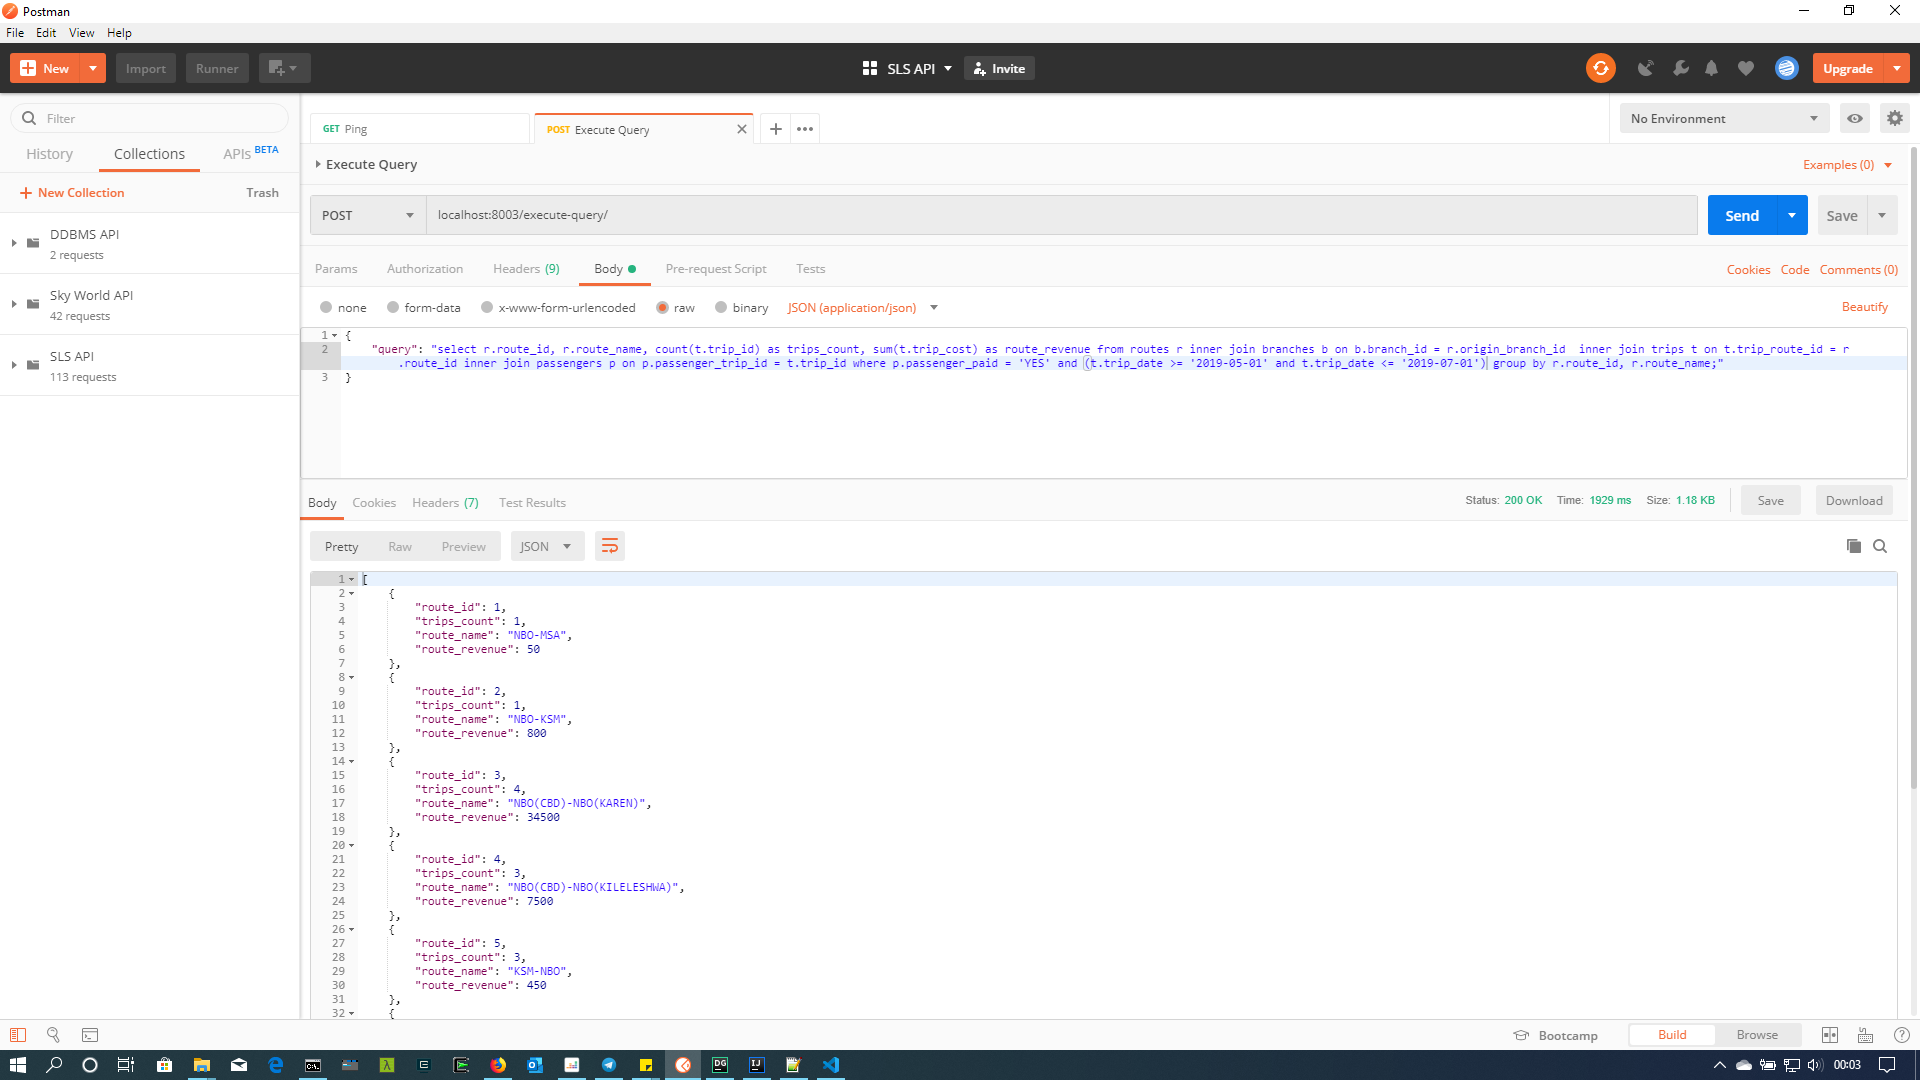 Postman
File Edit View Help
New Import Runner SLS API Invite Upgrade
Filter
History Collections APIs BETA
New Collection Trash
DDBMS API
2 requests
Sky World API
42 requests
SLS API
113 requests
GET Ping POST Execute Query No Environment
Execute Query Examples (0)
POST localhost:8003/execute-query/ Send Save
Params Authorization Headers (9) Body Pre-request Script Tests Cookies Code Comments (0)
none form-data x-www-form-urlencoded raw binary JSON (application/json) Beautify
1 {
2 "query": "select r.route_id, r.route_name, count(t.trip_id) as trips_count, sum(t.trip_cost) as route_revenue from routes r inner join branches b on b.branch_id = r.origin_branch_id  inner join trips t on t.trip_route_id = r
.route_id inner join passengers p on p.passenger_trip_id = t.trip_id where p.passenger_paid = 'YES' and (t.trip_date >= '2019-05-01' and t.trip_date <= '2019-07-01') group by r.route_id, r.route_name;"
3 }
Body Cookies Headers (7) Test Results Status: 200 OK Time: 1929 ms Size: 1.18 KB Save Download
Pretty Raw Preview JSON
1 [
2 {
3 "route_id": 1,
4 "trips_count": 1,
5 "route_name": "NBO-MSA",
6 "route_revenue": 50
7 },
8 {
9 "route_id": 2,
10 "trips_count": 1,
11 "route_name": "NBO-KSM",
12 "route_revenue": 800
13 },
14 {
15 "route_id": 3,
16 "trips_count": 4,
17 "route_name": "NBO(CBD)-NBO(KAREN)",
18 "route_revenue": 34500
19 },
20 {
21 "route_id": 4,
22 "trips_count": 3,
23 "route_name": "NBO(CBD)-NBO(KILELESHWA)",
24 "route_revenue": 7500
25 },
26 {
27 "route_id": 5,
28 "trips_count": 3,
29 "route_name": "KSM-NBO",
30 "route_revenue": 450
31 },
32 {
Bootcamp Build Browse
00:03